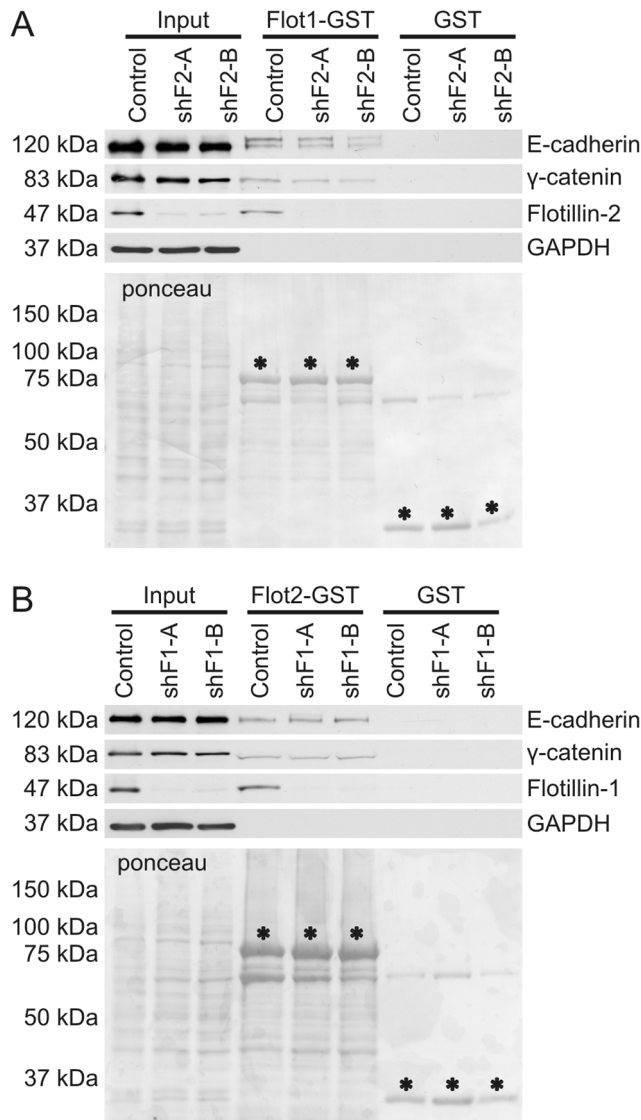 A
Input Flot1-GST GST
Control shF2-A shF2-B Control shF2-A shF2-B Control shF2-A shF2-B
120 kDa E-cadherin
83 kDa γ-catenin
47 kDa Flotillin-2
37 kDa GAPDH
ponceau
150 kDa
100 kDa
* * *
75 kDa
50 kDa
37 kDa
* * *
B
Input Flot2-GST GST
Control shF1-A shF1-B Control shF1-A shF1-B Control shF1-A shF1-B
120 kDa E-cadherin
83 kDa γ-catenin
47 kDa Flotillin-1
37 kDa GAPDH
ponceau
150 kDa
100 kDa
* * *
75 kDa
50 kDa
37 kDa
* * *